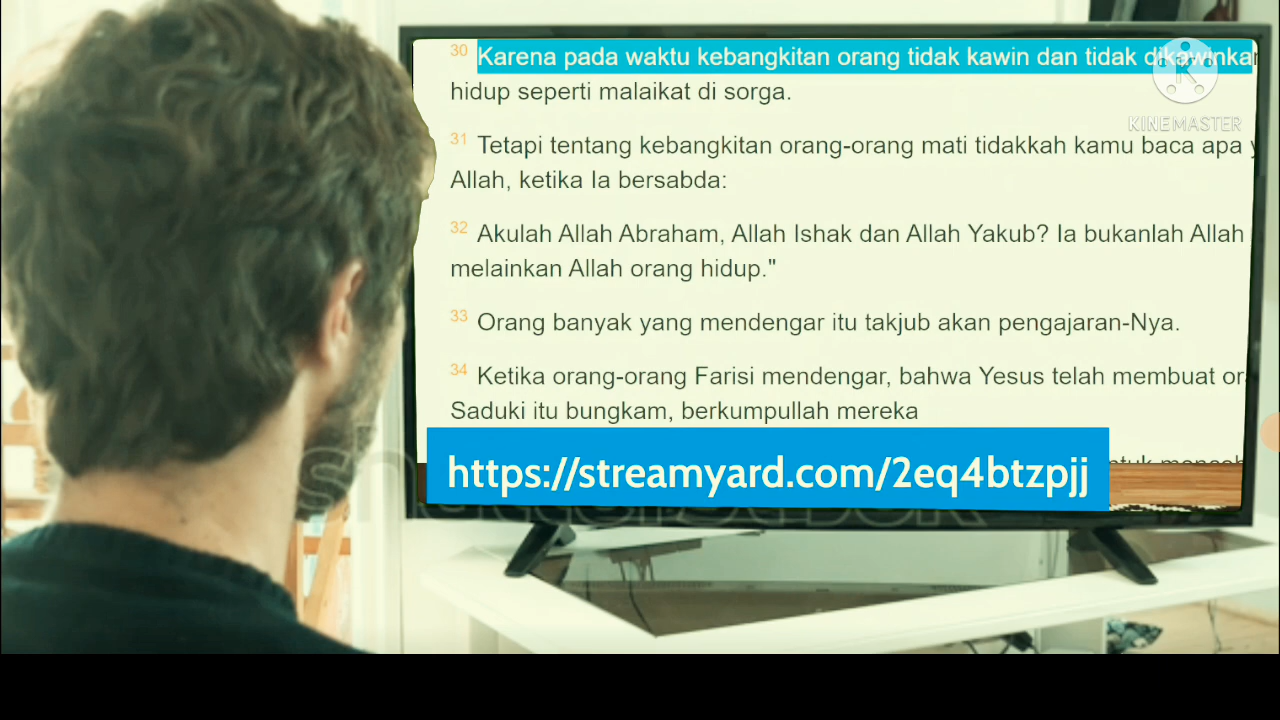 30 Karena pada waktu kebangkitan orang tidak kawin dan tidak dikawinkan
hidup seperti malaikat di sorga.
31 Tetapi tentang kebangkitan orang-orang mati tidakkah kamu baca apa
Allah, ketika Ia bersabda:
32 Akulah Allah Abraham, Allah Ishak dan Allah Yakub? Ia bukanlah Allah
melainkan Allah orang hidup."
33 Orang banyak yang mendengar itu takjub akan pengajaran-Nya.
34 Ketika orang-orang Farisi mendengar, bahwa Yesus telah membuat
Saduki itu bungkam, berkumpullah mereka
https://streamyard.com/2eq4btzpjj
KINEMASTER